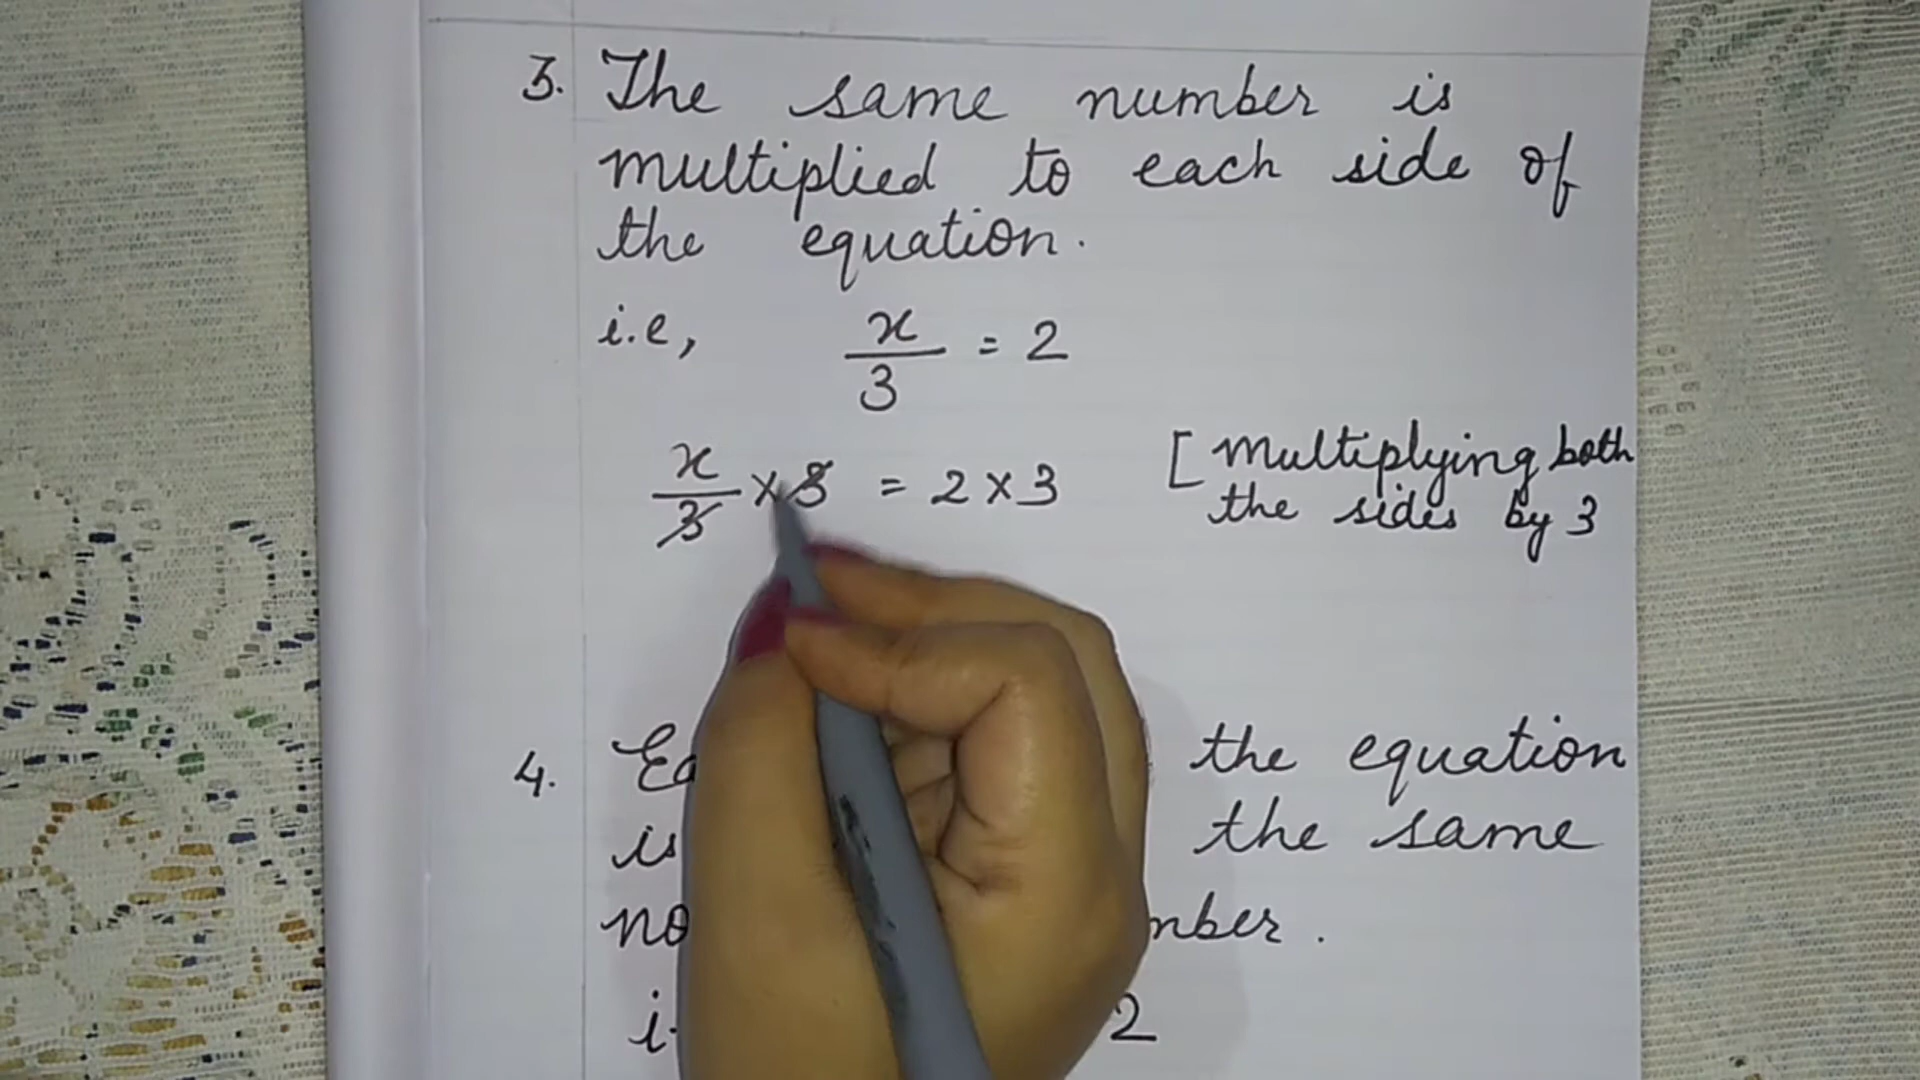 3. The same number is
multiplied to each side of
the equation.
i.e, x/3 = 2
x/3 × 3 = 2 × 3 [ Multiplying both
the sides by 3
4. the equation
is the same
i. 2